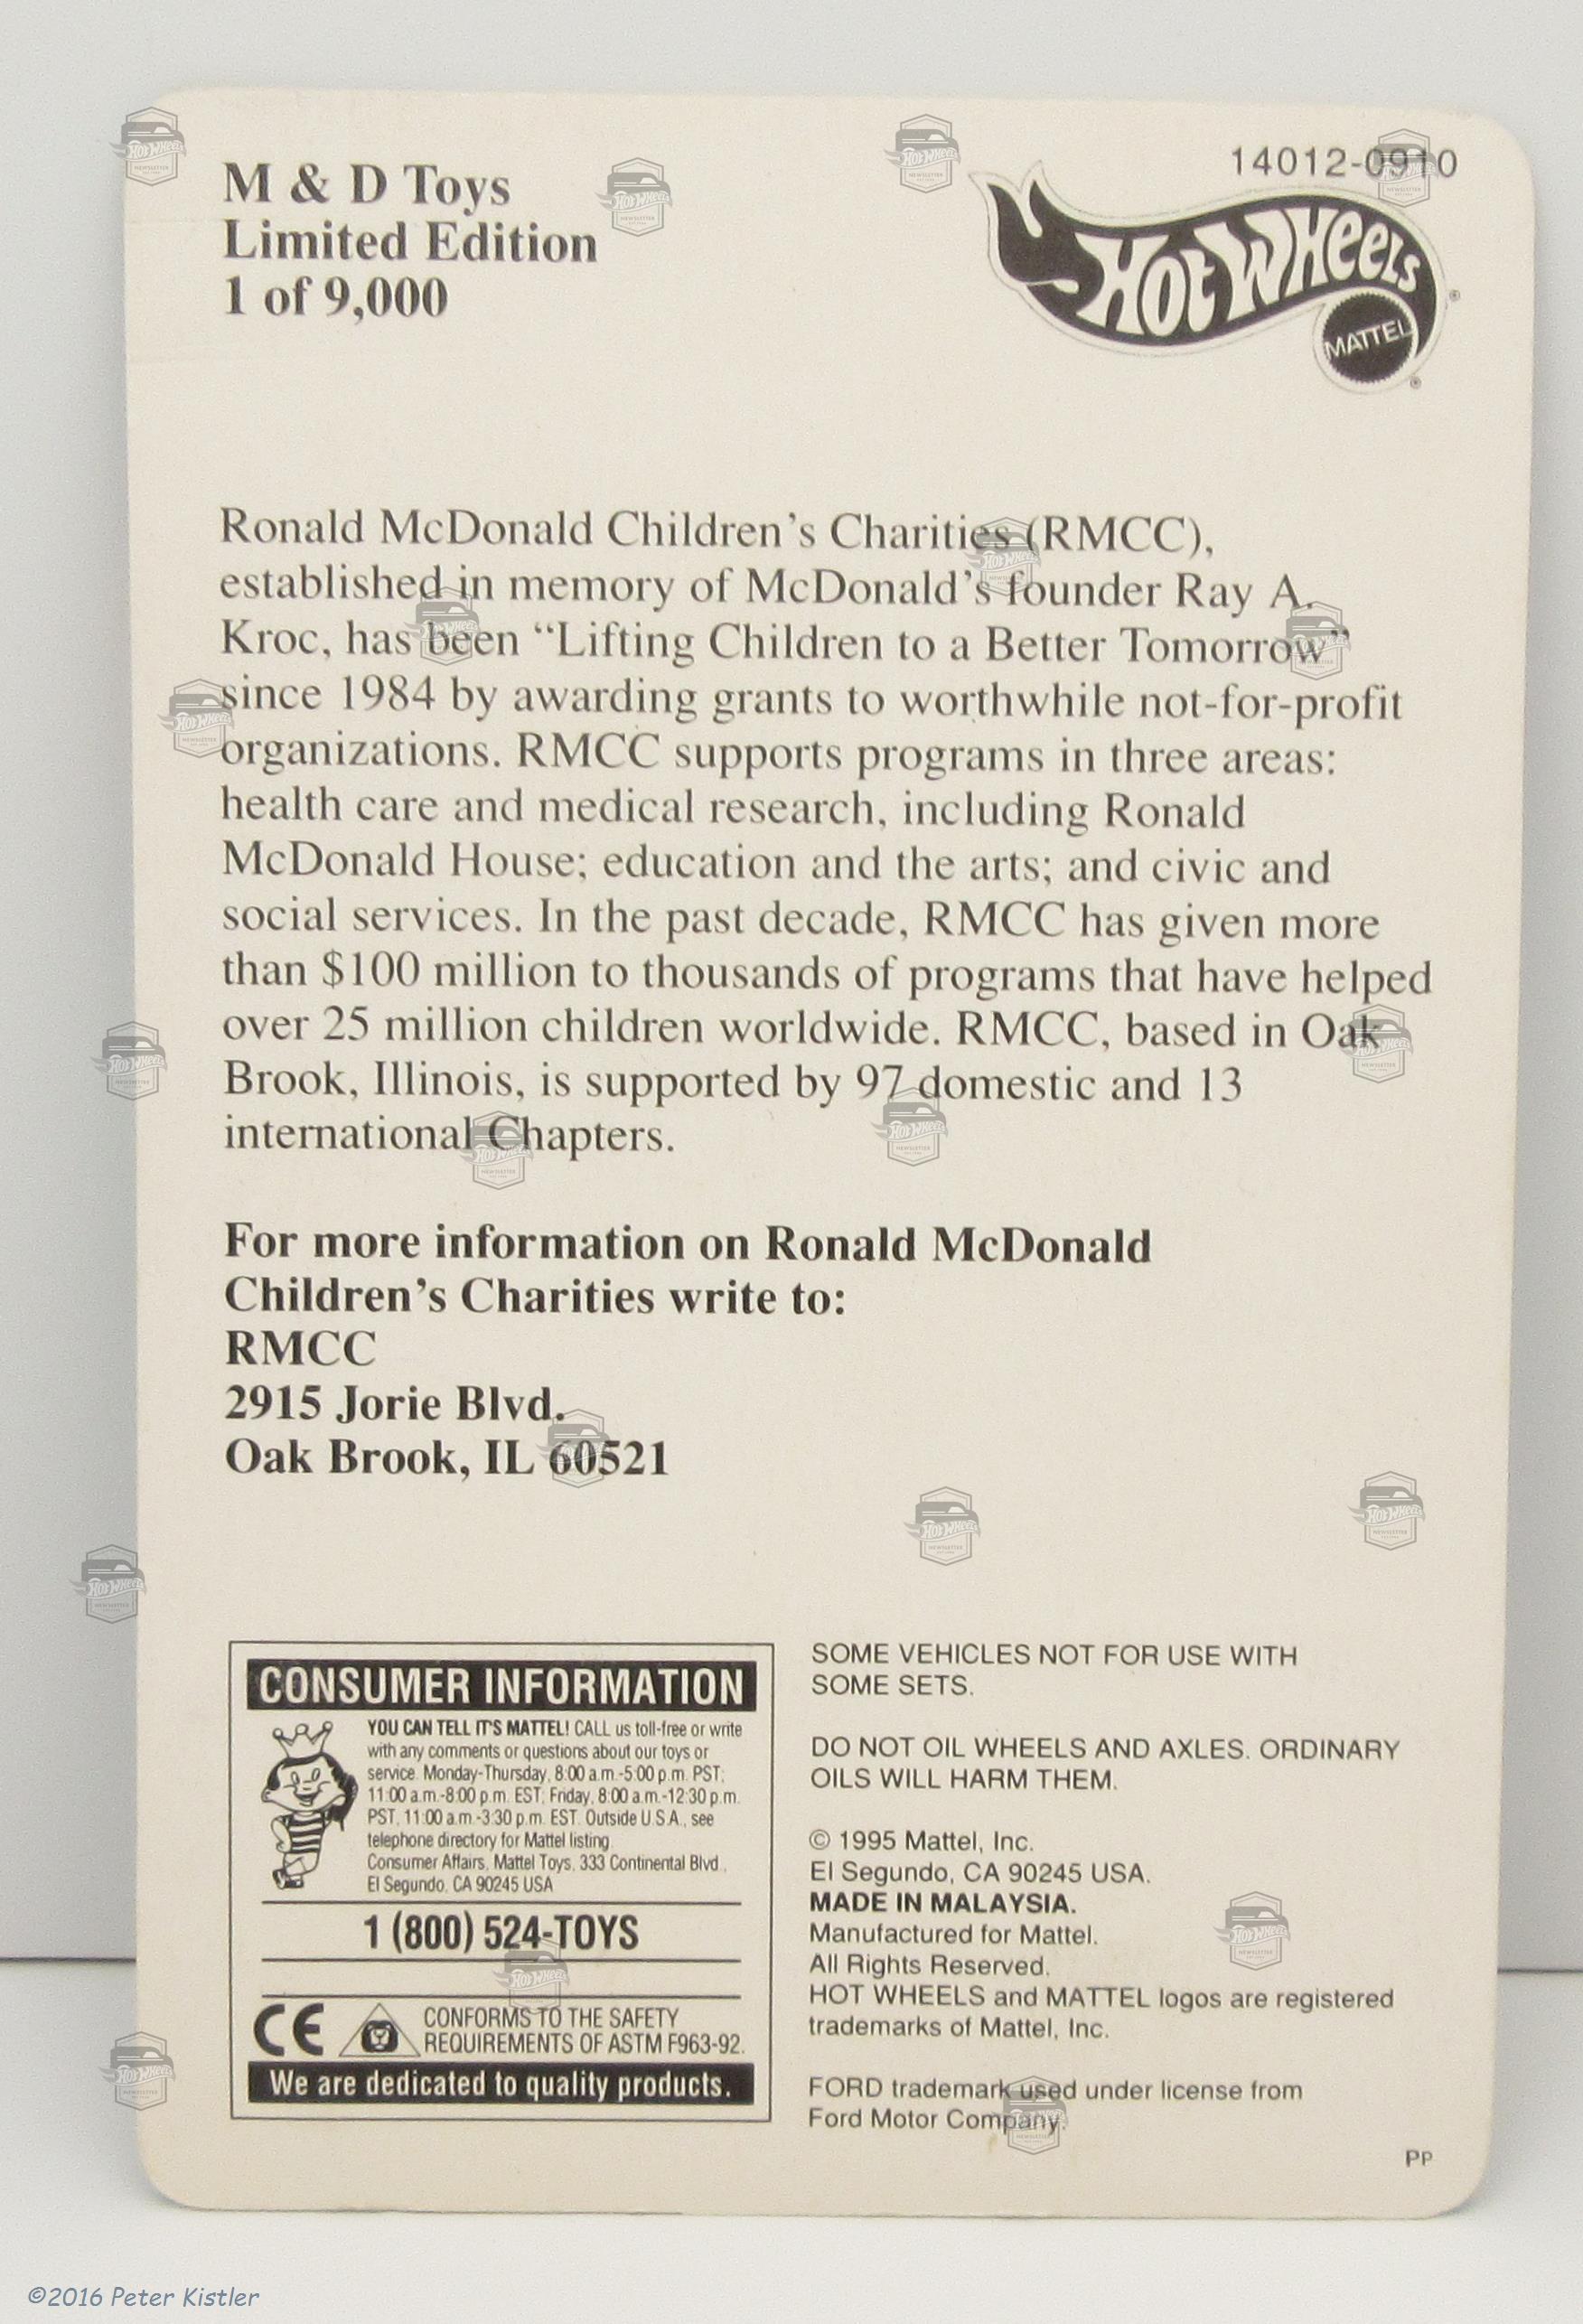 M & D Toys
Limited Edition
1 of 9,000
14012-0910
HOT WHEELS
MATTEL
Ronald McDonald Children's Charities (RMCC),
established in memory of McDonald's founder Ray A.
Kroc, has been “Lifting Children to a Better Tomorrow”
since 1984 by awarding grants to worthwhile not-for-profit
organizations. RMCC supports programs in three areas:
health care and medical research, including Ronald
McDonald House; education and the arts; and civic and
social services. In the past decade, RMCC has given more
than $100 million to thousands of programs that have helped
over 25 million children worldwide. RMCC, based in Oak
Brook, Illinois, is supported by 97 domestic and 13
international Chapters.
For more information on Ronald McDonald
Children's Charities write to:
RMCC
2915 Jorie Blvd.
Oak Brook, IL 60521
CONSUMER INFORMATION
YOU CAN TELL IT'S MATTEL! CALL us toll-free or write
with any comments or questions about our toys or
service. Monday-Thursday, 8:00 a.m.-5:00 p.m. PST;
11:00 a.m.-8:00 p.m. EST; Friday, 8:00 a.m.-12:30 p.m.
PST, 11:00 a.m.-3:30 p.m. EST. Outside U.S.A., see
telephone directory for Mattel listing.
Consumer Affairs, Mattel Toys, 333 Continental Blvd.,
El Segundo, CA 90245 USA
1 (800) 524-TOYS
CE
CONFORMS TO THE SAFETY
REQUIREMENTS OF ASTM F963-92.
We are dedicated to quality products.
SOME VEHICLES NOT FOR USE WITH
SOME SETS.
DO NOT OIL WHEELS AND AXLES. ORDINARY
OILS WILL HARM THEM.
© 1995 Mattel, Inc.
El Segundo, CA 90245 USA.
MADE IN MALAYSIA.
Manufactured for Mattel.
All Rights Reserved.
HOT WHEELS and MATTEL logos are registered
trademarks of Mattel, Inc.
FORD trademark used under license from
Ford Motor Company.
PP
©2016 Peter Kistler